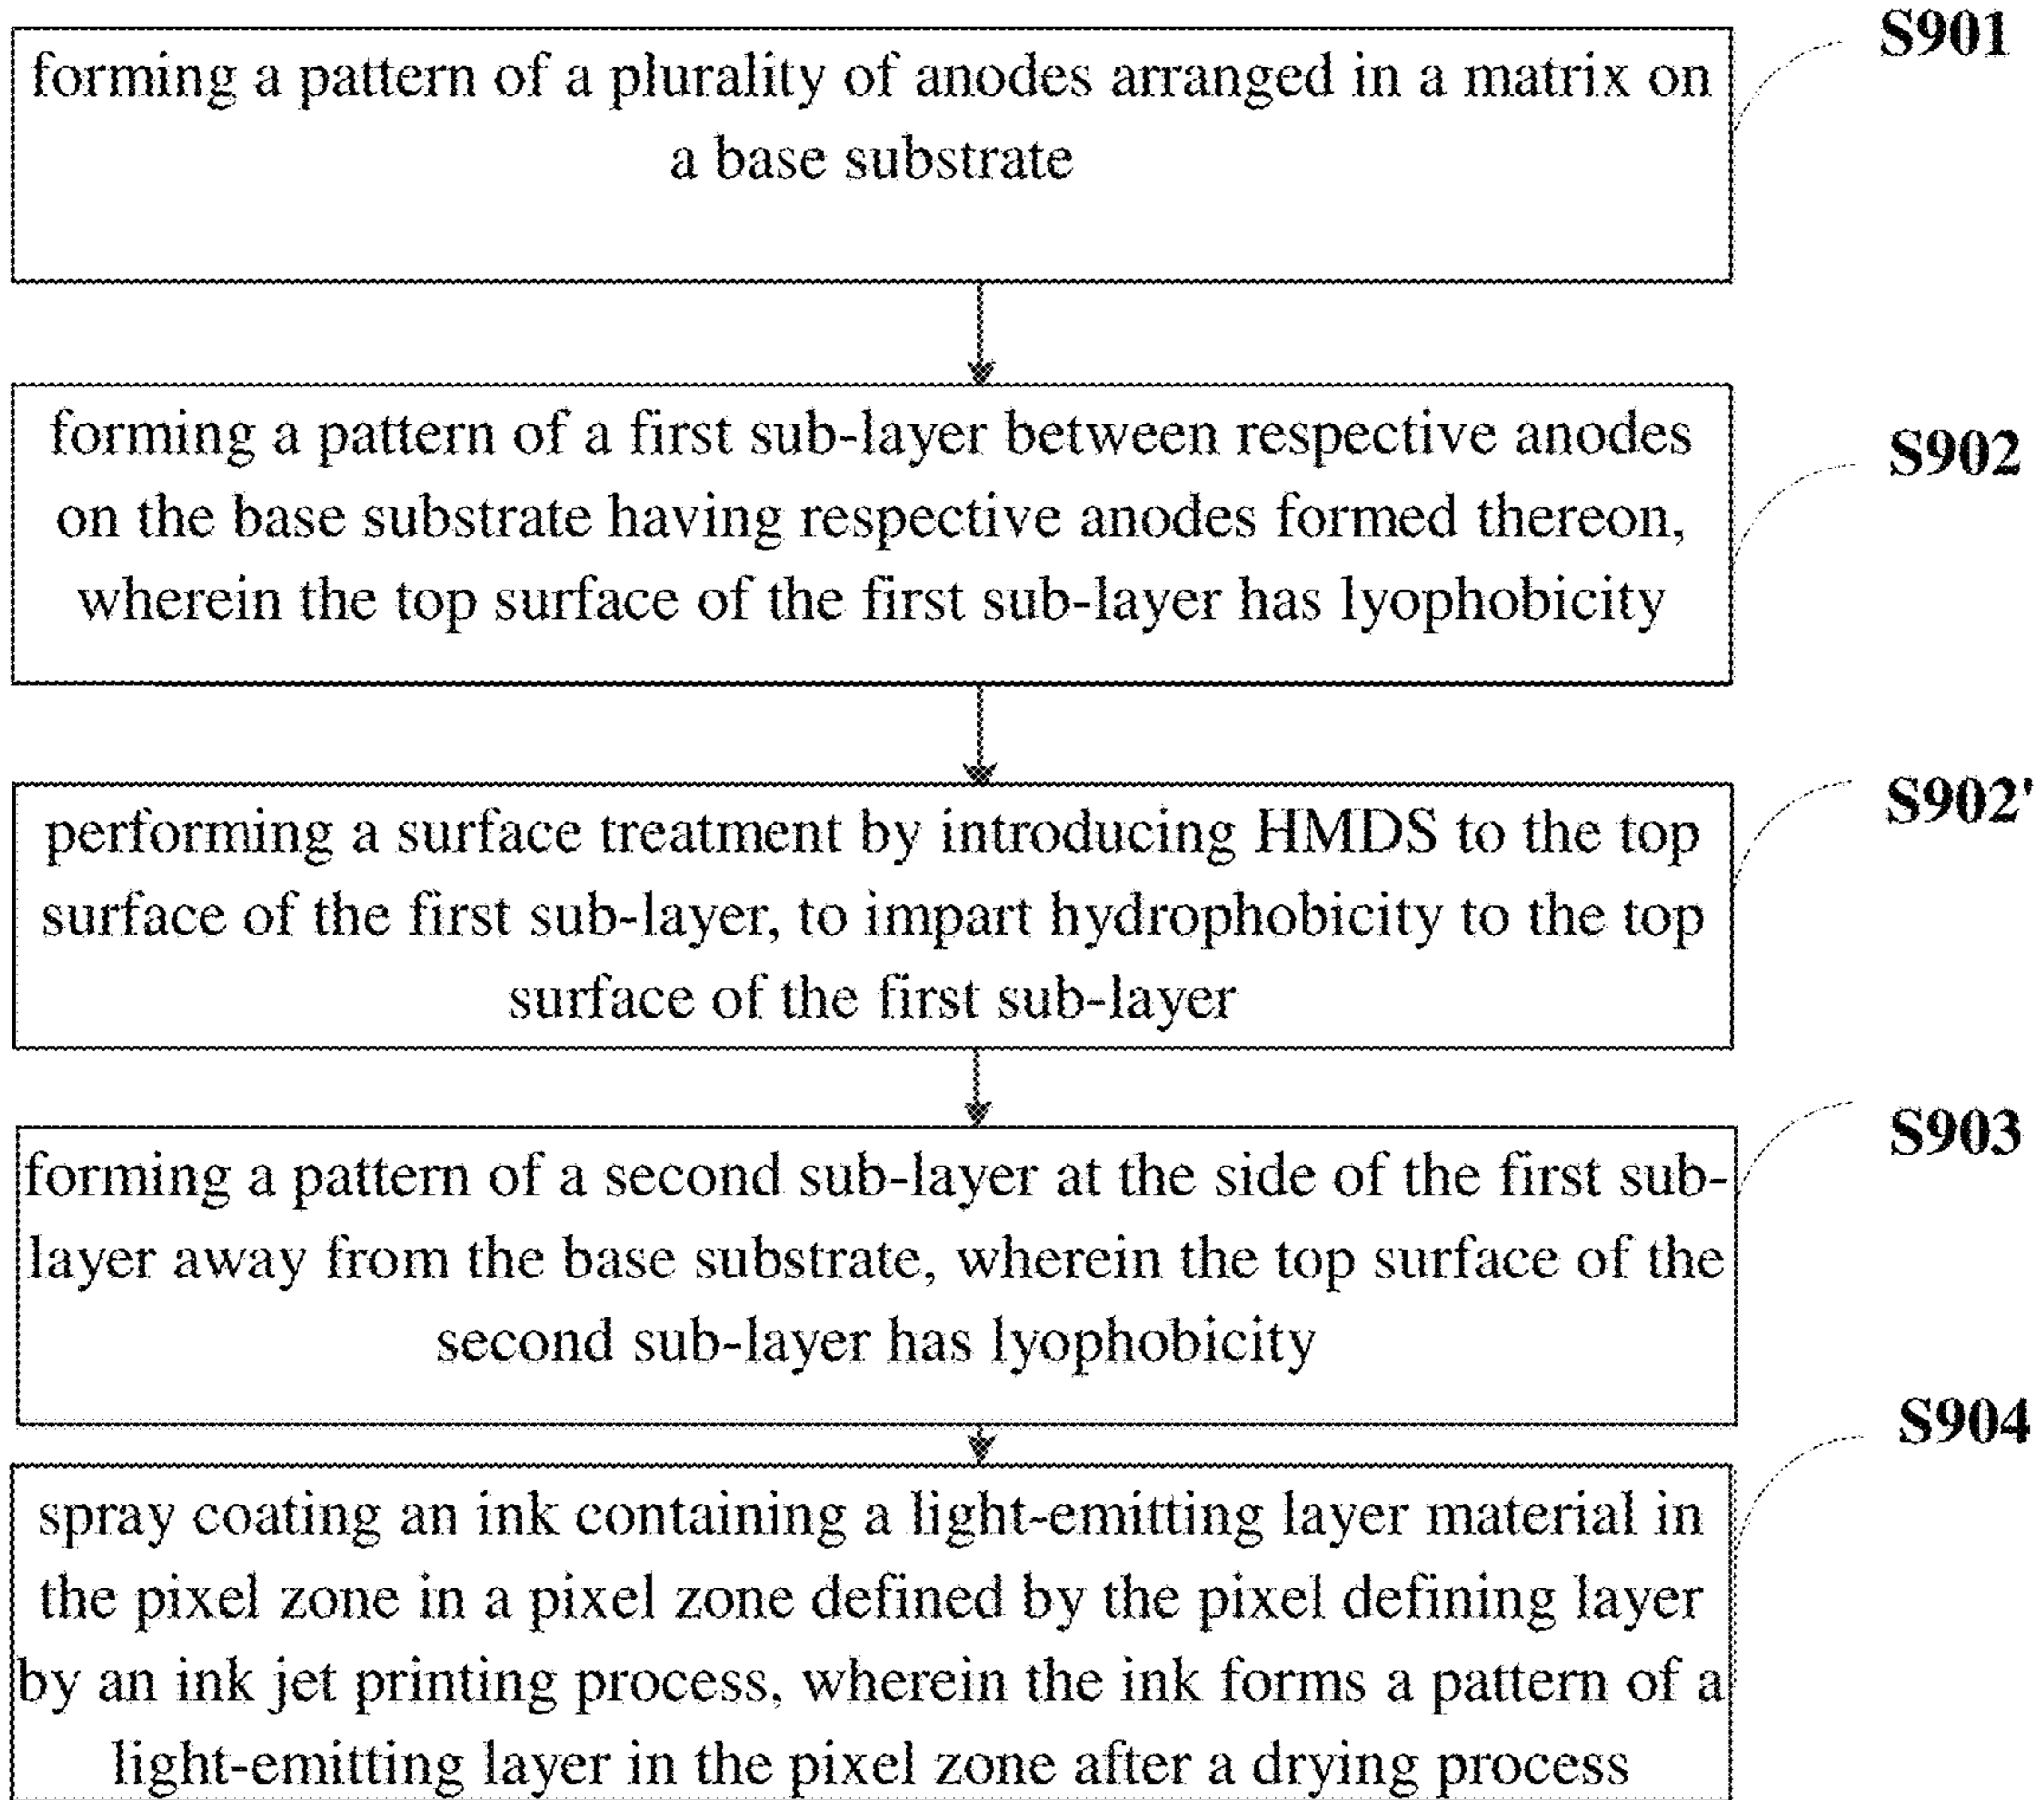 S901
forming a pattern of a plurality of anodes arranged in a matrix on
a base substrate
S902
forming a pattern of a first sub-layer between respective anodes
on the base substrate having respective anodes formed thereon,
wherein the top surface of the first sub-layer has lyophobicity
S902'
performing a surface treatment by introducing HMDS to the top
surface of the first sub-layer, to impart hydrophobicity to the top
surface of the first sub-layer
S903
forming a pattern of a second sub-layer at the side of the first sub-
layer away from the base substrate, wherein the top surface of the
second sub-layer has lyophobicity
S904
spray coating an ink containing a light-emitting layer material in
the pixel zone in a pixel zone defined by the pixel defining layer
by an ink jet printing process, wherein the ink forms a pattern of a
light-emitting layer in the pixel zone after a drying process